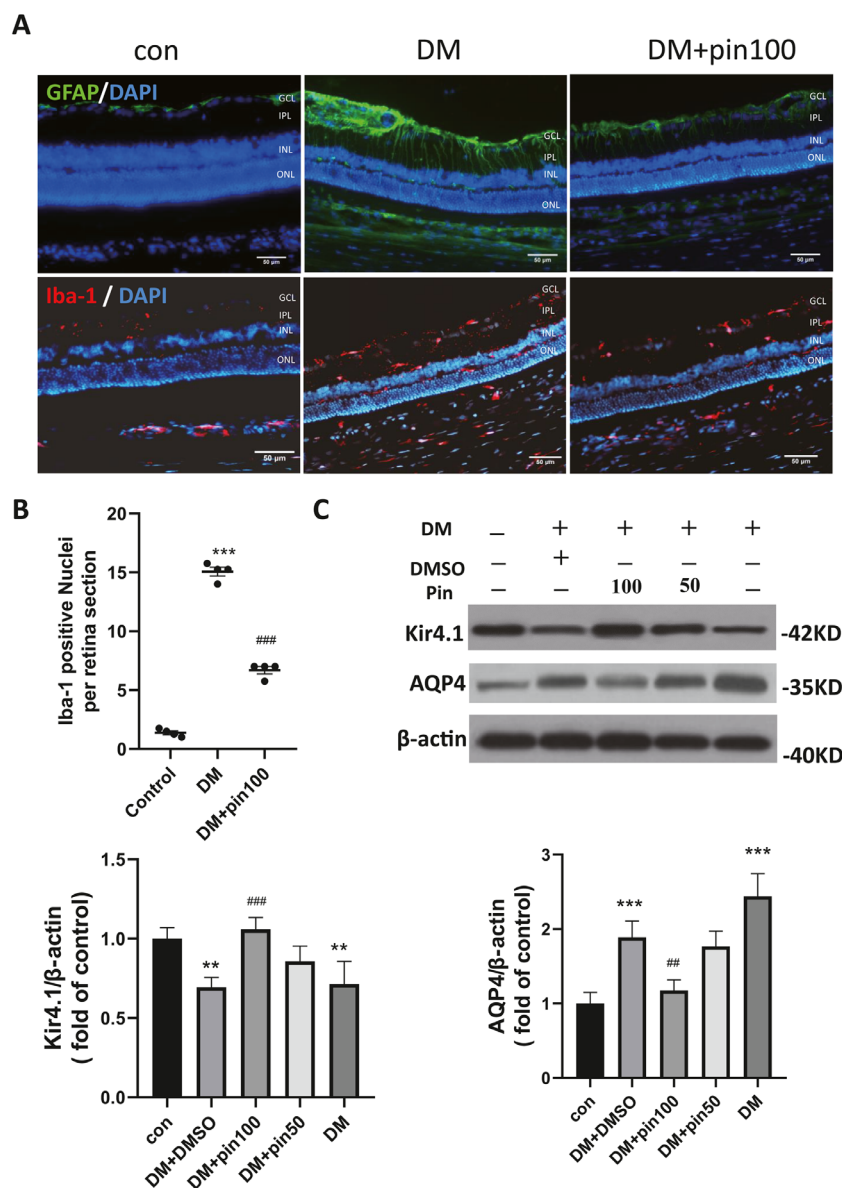 A
con DM DM+pin100
GFAP/DAPI
GCL
IPL
INL
ONL
50 µm
GCL
IPL
INL
ONL
50 µm
GCL
IPL
INL
ONL
50 µm
Iba-1 / DAPI
GCL
IPL
INL
ONL
50 µm
GCL
IPL
INL
ONL
50 µm
GCL
IPL
INL
ONL
50 µm
B
Iba-1 positive Nuclei
per retina section
20
15
10
5
0
***
###
Control
DM
DM+pin100
C
DM – + + + +
DMSO – + – – –
Pin – – 100 50 –
Kir4.1 -42KD
AQP4 -35KD
β-actin -40KD
Kir4.1/β-actin
( fold of control)
1.5
1.0
0.5
0.0
**
###
**
con
DM+DMSO
DM+pin100
DM+pin50
DM
AQP4/β-actin
( fold of control)
3
2
1
0
***
##
***
con
DM+DMSO
DM+pin100
DM+pin50
DM